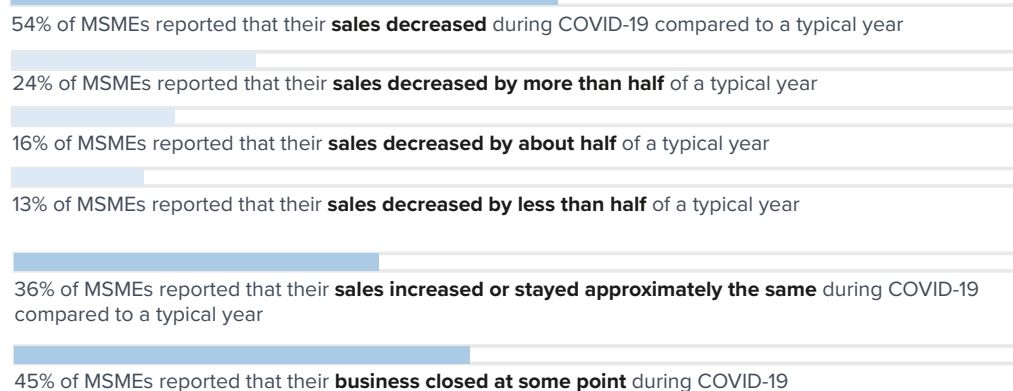 54% of MSMEs reported that their sales decreased during COVID-19 compared to a typical year
24% of MSMEs reported that their sales decreased by more than half of a typical year
16% of MSMEs reported that their sales decreased by about half of a typical year
13% of MSMEs reported that their sales decreased by less than half of a typical year
36% of MSMEs reported that their sales increased or stayed approximately the same during COVID-19
compared to a typical year
45% of MSMEs reported that their business closed at some point during COVID-19